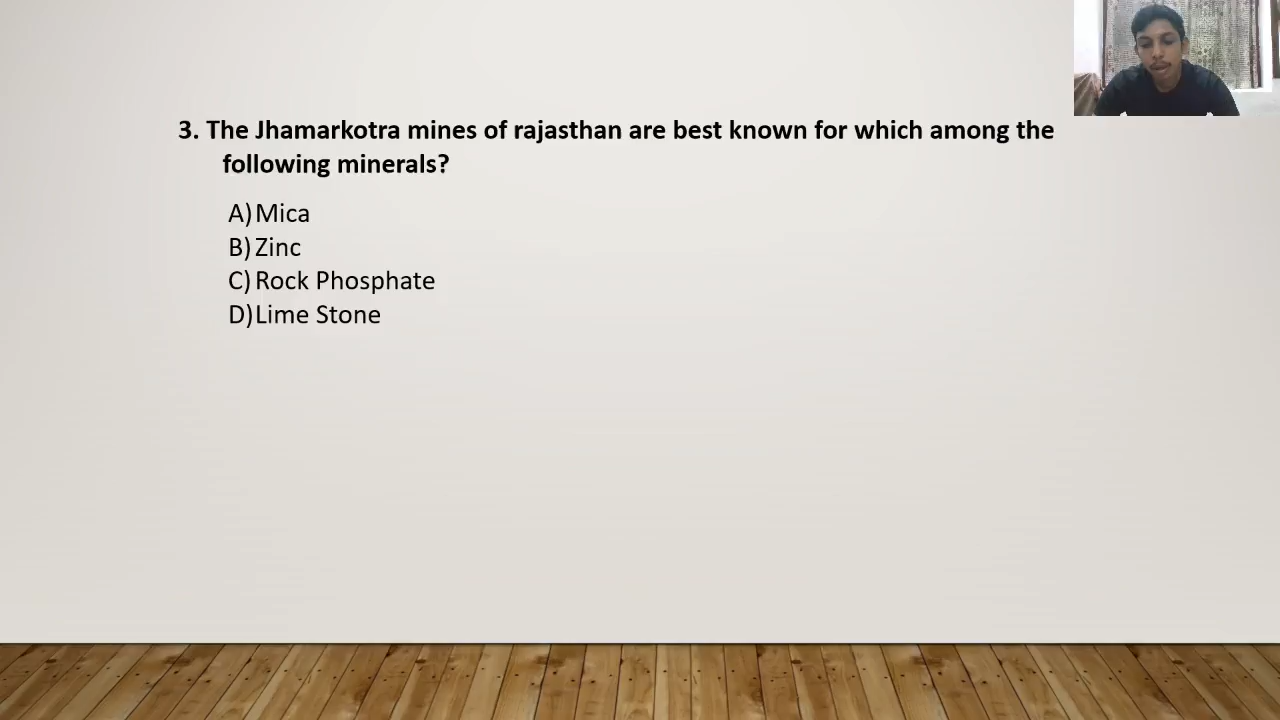 3. The Jhamarkotra mines of rajasthan are best known for which among the
following minerals?
A) Mica
B) Zinc
C) Rock Phosphate
D) Lime Stone